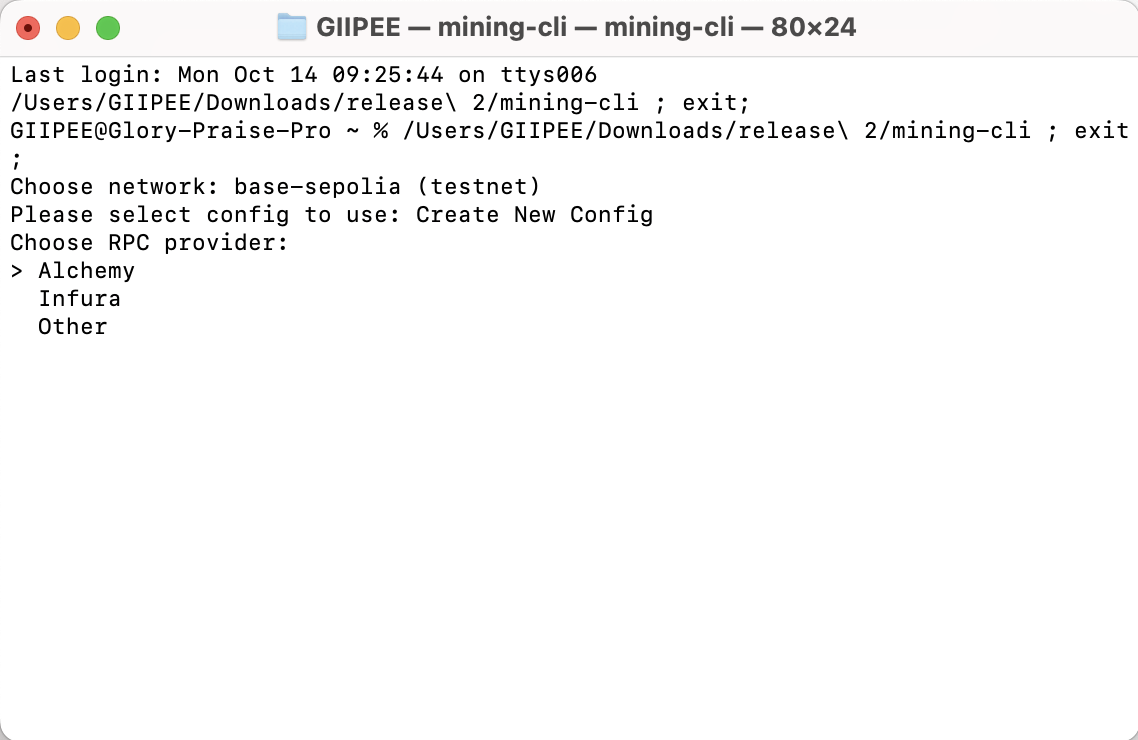 GIIPEE — mining-cli — mining-cli — 80×24
Last login: Mon Oct 14 09:25:44 on ttys006
/Users/GIIPEE/Downloads/release\ 2/mining-cli ; exit;
GIIPEE@Glory-Praise-Pro ~ % /Users/GIIPEE/Downloads/release\ 2/mining-cli ; exit
;
Choose network: base-sepolia (testnet)
Please select config to use: Create New Config
Choose RPC provider:
> Alchemy
  Infura
  Other